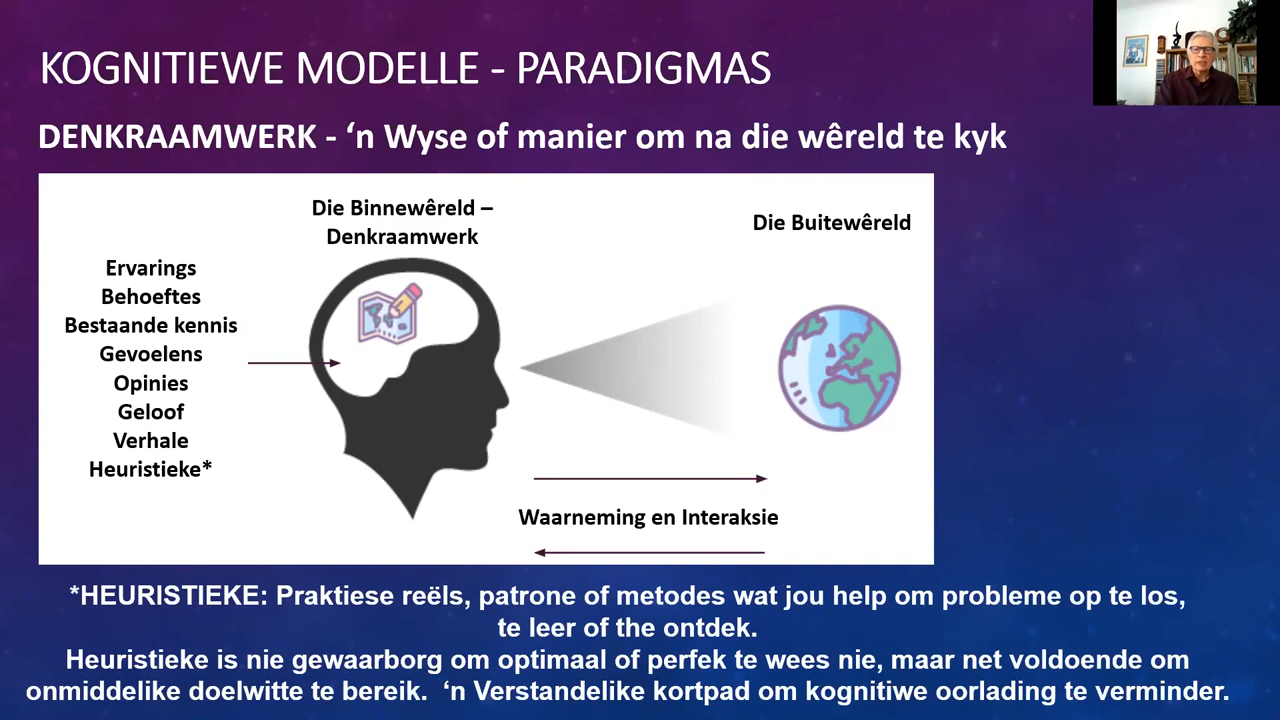 KOGNITIEWE MODELLE - PARADIGMAS
DENKRAAMWERK - ‘n Wyse of manier om na die wêreld te kyk
Die Binnewêreld –
Denkraamwerk
Die Buitewêreld
Ervarings
Behoeftes
Bestaande kennis
Gevoelens
Opinies
Geloof
Verhale
Heuristieke*
Waarneming en Interaksie
*HEURISTIEKE: Praktiese reëls, patrone of metodes wat jou help om probleme op te los,
te leer of the ontdek.
Heuristieke is nie gewaarborg om optimaal of perfek te wees nie, maar net voldoende om
onmiddelike doelwitte te bereik.  ‘n Verstandelike kortpad om kognitiwe oorlading te verminder.